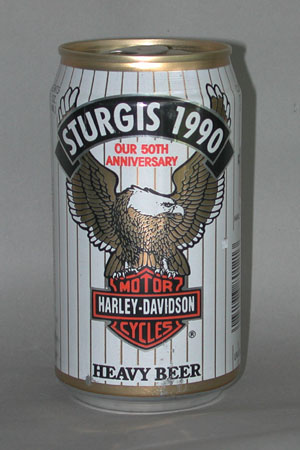 STURGIS 1990
OUR 50TH
ANNIVERSARY
MOTOR
HARLEY-DAVIDSON
CYCLES
®
HEAVY BEER